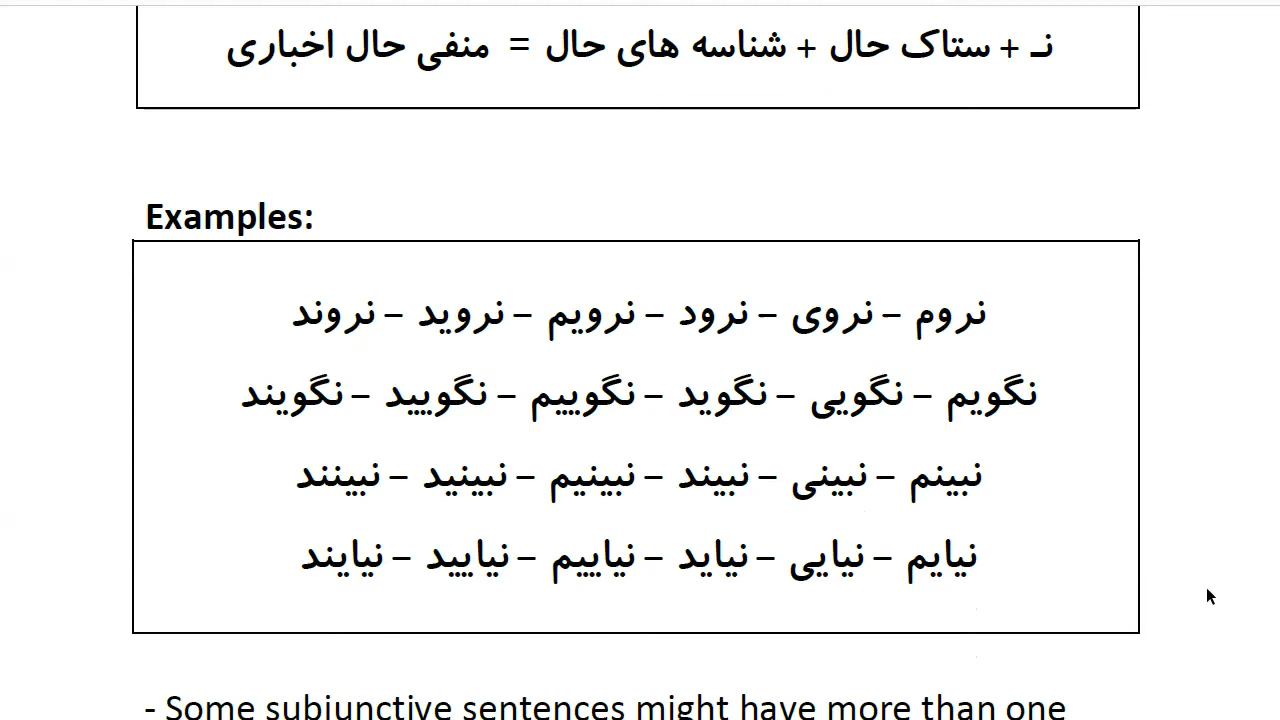 نـ + ستاک حال + شناسه های حال = منفی حال اخباری
Examples:
نروم – نروی – نرود – نرویم – نروید – نروند
نگویم – نگویی – نگوید – نگوییم – نگویید – نگویند
نبینم – نبینی – نبیند – نبینیم – نبینید – نبینند
نیایم – نیایی – نیاید – نیاییم – نیایید – نیایند
- Some subjunctive sentences might have more than one